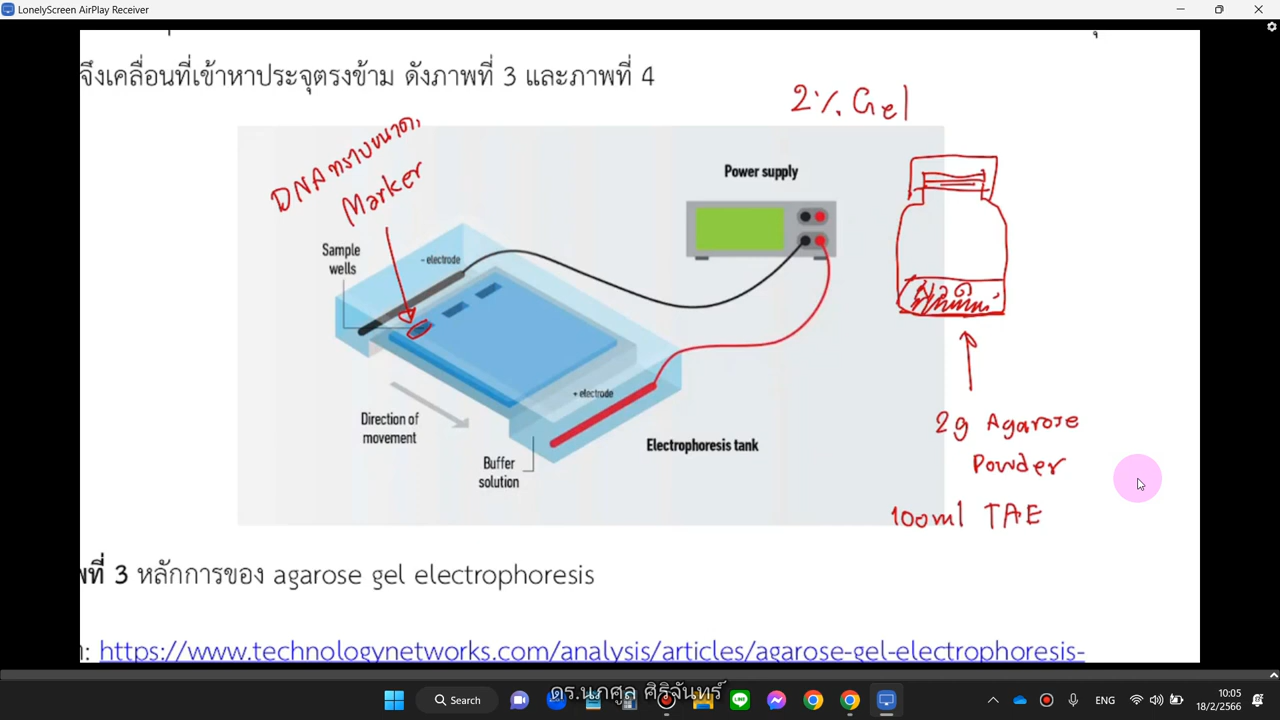 LonelyScreen AirPlay Receiver
จึงเคลื่อนที่เข้าหาประจุตรงข้าม ดังภาพที่ 3 และภาพที่ 4
2% Gel
DNA ทราบขนาด,
Marker
Power supply
Sample
wells
- electrode
+ electrode
Direction of
movement
Electrophoresis tank
Buffer
solution
2g Agarose
Powder
100ml TAE
ที่ 3 หลักการของ agarose gel electrophoresis
: https://www.technologynetworks.com/analysis/articles/agarose-gel-electrophoresis-
ดร.นภศล ศิริจันทร์
Search
ENG
10:05
18/2/2566